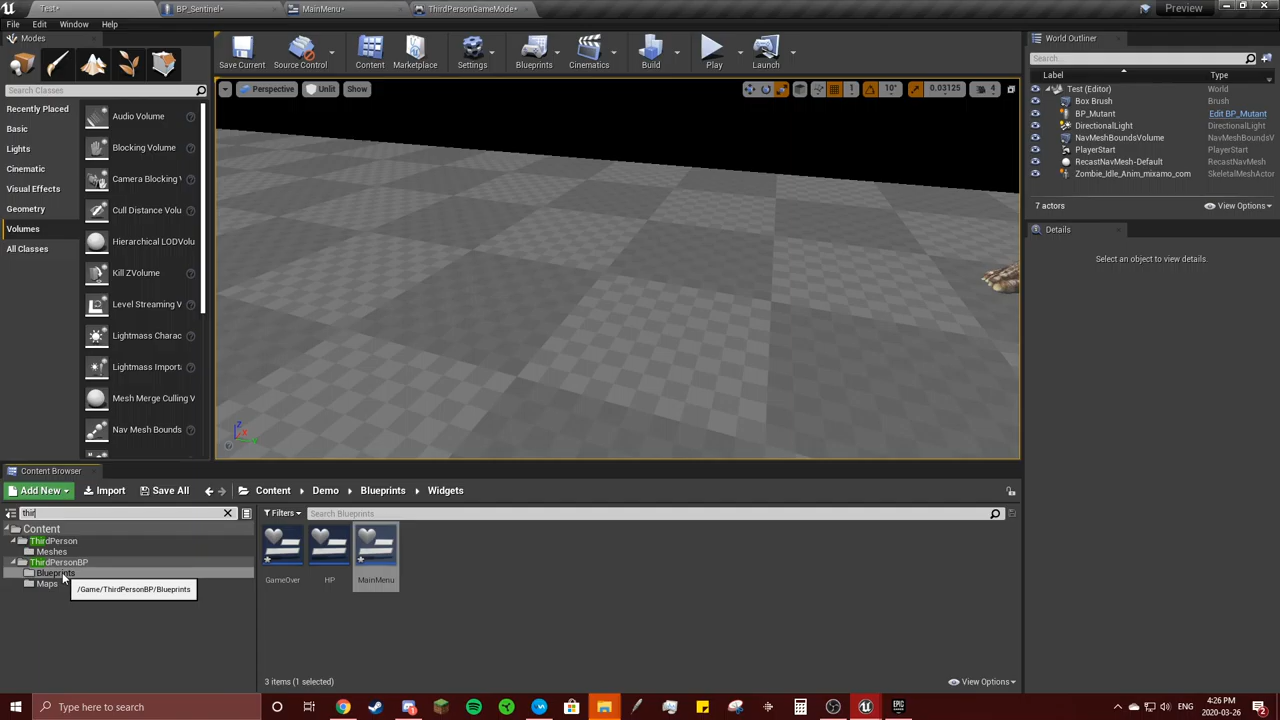 Test*
BP_Sentinel*
MainMenu*
ThirdPersonGameMode*
Preview
File Edit Window Help
Modes
Search Classes
Recently Placed
Basic
Lights
Cinematic
Visual Effects
Geometry
Volumes
All Classes
Audio Volume
Blocking Volume
Camera Blocking V
Cull Distance Volu
Hierarchical LODVolu
Kill ZVolume
Level Streaming V
Lightmass Charac
Lightmass Import
Mesh Merge Culling V
Nav Mesh Bounds
Save Current
Source Control
Content
Marketplace
Settings
Blueprints
Cinematics
Build
Play
Launch
Perspective Unlit Show
1 10° 0.03125 4
World Outliner
Search...
Label Type
Test (Editor) World
Box Brush Brush
BP_Mutant Edit BP_Mutant
DirectionalLight DirectionalLight
NavMeshBoundsVolume NavMeshBoundsV
PlayerStart PlayerStart
RecastNavMesh-Default RecastNavMesh
Zombie_Idle_Anim_mixamo_com SkeletalMeshActor
7 actors
View Options
Details
Select an object to view details.
Content Browser
Add New Import Save All
Content Demo Blueprints Widgets
thir
Filters
Search Blueprints
Content
ThirdPerson
Meshes
ThirdPersonBP
Blueprints
Maps
/Game/ThirdPersonBP/Blueprints
GameOver
HP
MainMenu
3 items (1 selected)
View Options
Type here to search
EPIC
4:26 PM
2020-03-26